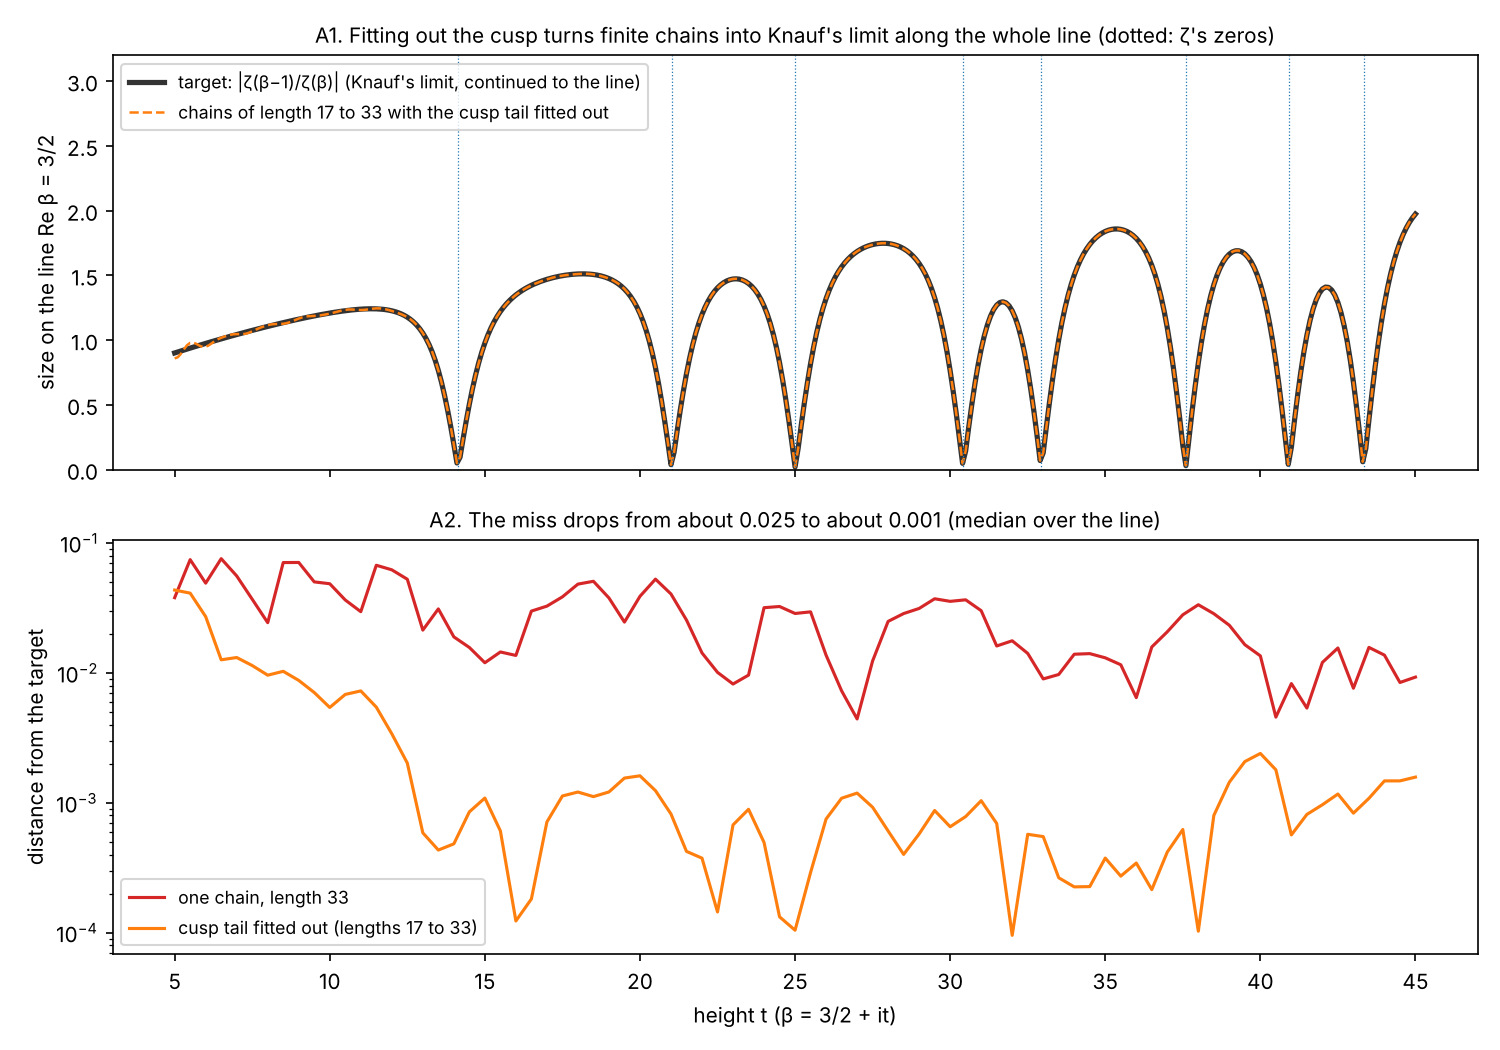 A1. Fitting out the cusp turns finite chains into Knauf's limit along the whole line (dotted: ζ's zeros)
3.0
2.5
2.0
1.5
1.0
0.5
0.0
size on the line Re β = 3/2
target: |ζ(β−1)/ζ(β)| (Knauf's limit, continued to the line)
chains of length 17 to 33 with the cusp tail fitted out
A2. The miss drops from about 0.025 to about 0.001 (median over the line)
10⁻¹
10⁻²
10⁻³
10⁻⁴
distance from the target
one chain, length 33
cusp tail fitted out (lengths 17 to 33)
5 10 15 20 25 30 35 40 45
height t (β = 3/2 + it)